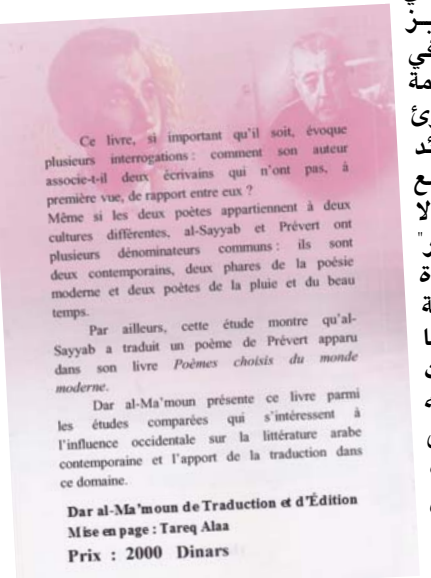 Ce livre, si important qu'il soit, évoque
plusieurs interrogations : comment son auteur
associe-t-il deux écrivains qui n'ont pas, à
première vue, de rapport entre eux ?
Même si les deux poètes appartiennent à deux
cultures différentes, al-Sayyab et Prévert ont
plusieurs dénominateurs communs : ils sont
deux contemporains, deux phares de la poésie
moderne et deux poètes de la pluie et du beau
temps.
Par ailleurs, cette étude montre qu'al-
Sayyab a traduit un poème de Prévert apparu
dans son livre Poèmes choisis du monde
moderne.
Dar al-Ma'moun présente ce livre parmi
les études comparées qui s'intéressent à
l'influence occidentale sur la littérature arabe
contemporaine et l'apport de la traduction dans
ce domaine.
Dar al-Ma'moun de Traduction et d'Édition
Mise en page : Tareq Alaa
Prix : 2000 Dinars